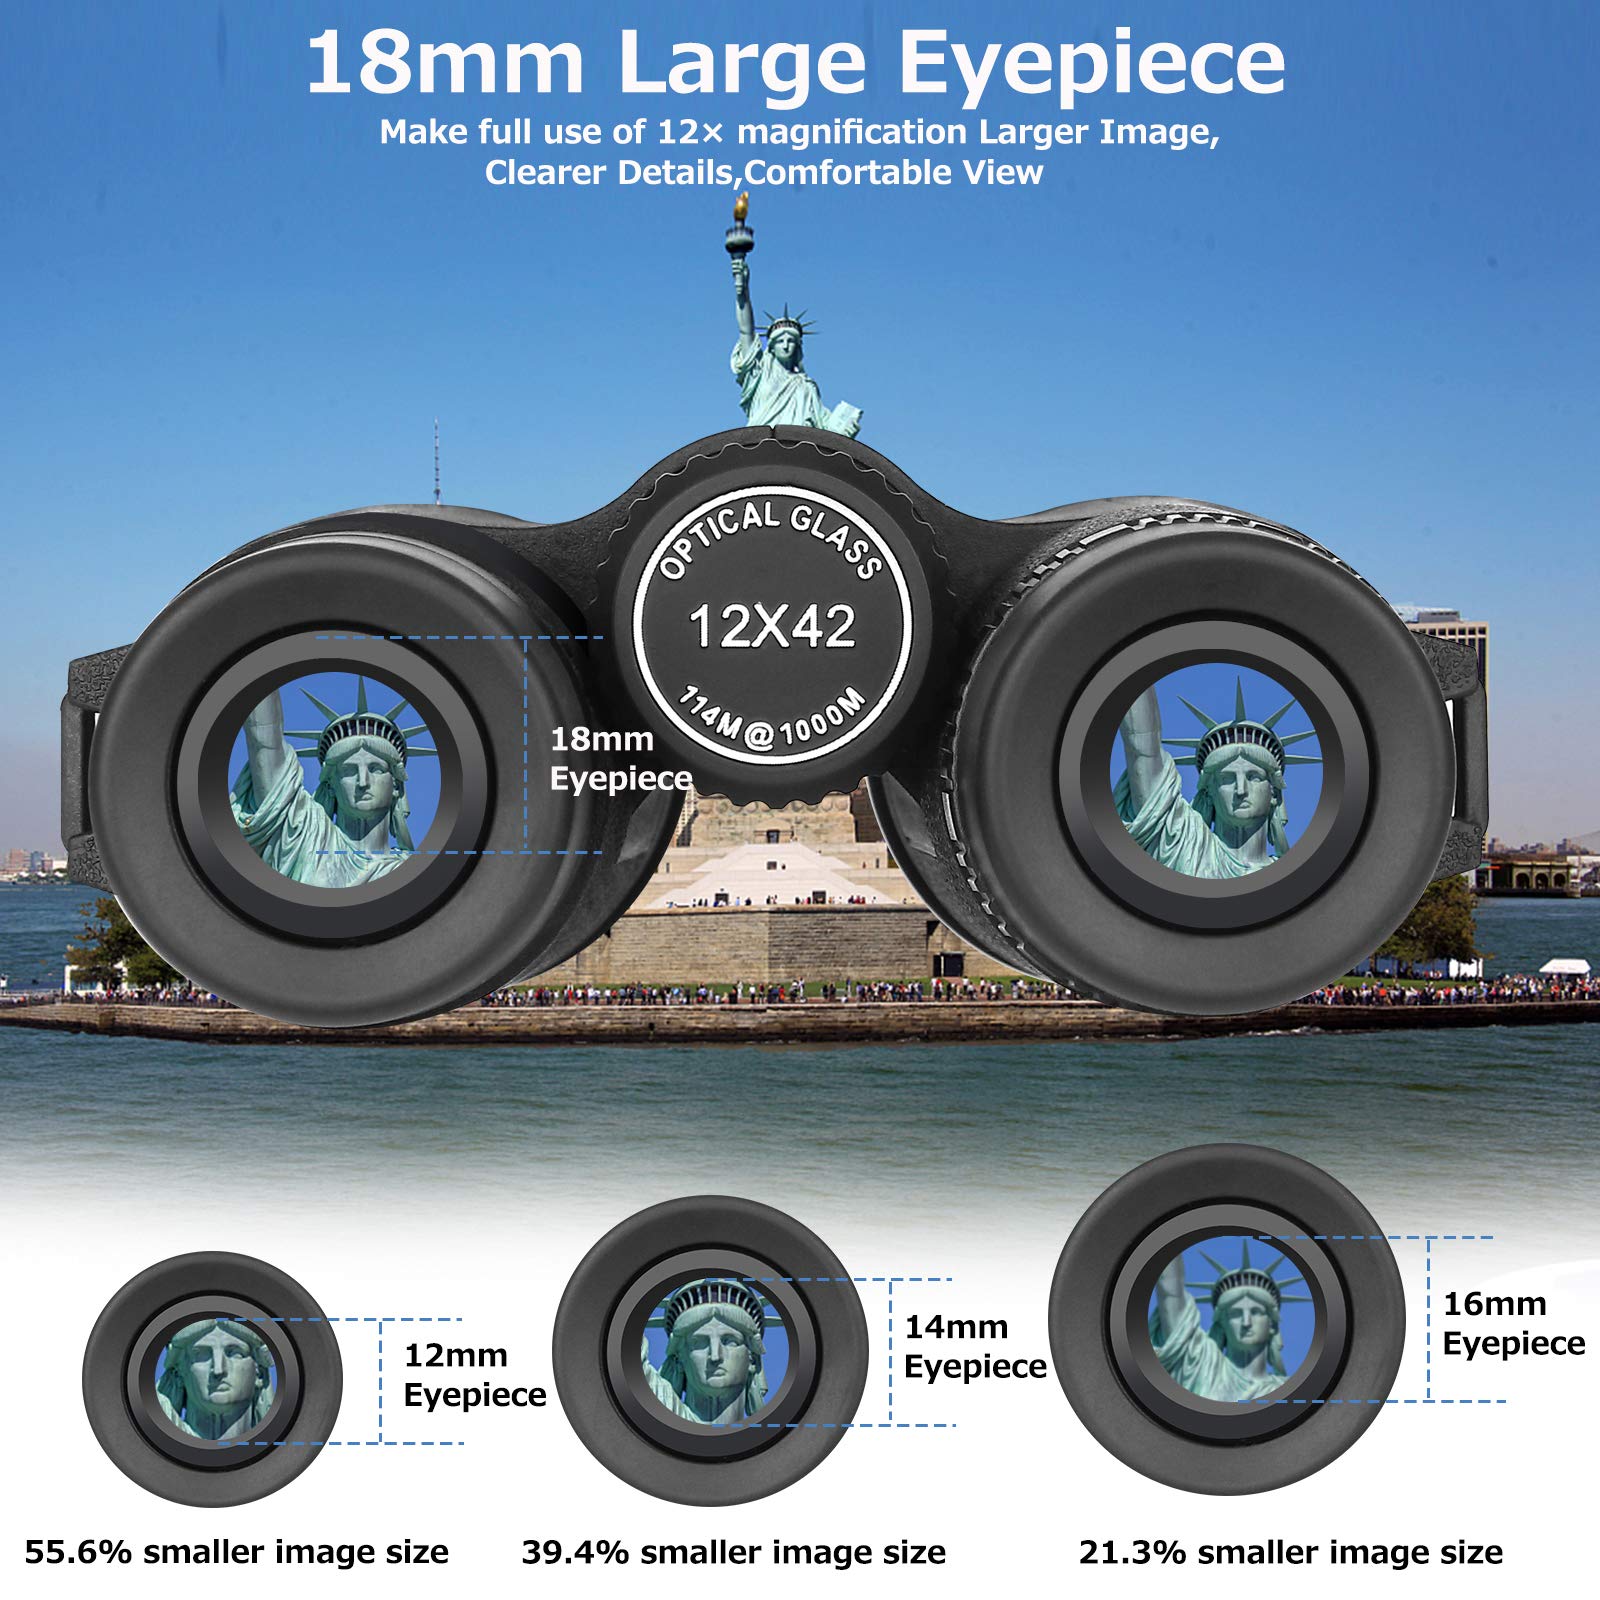 18mm Large Eyepiece
Make full use of 12× magnification Larger Image,
Clearer Details,Comfortable View
OPTICAL GLASS
12X42
114M@1000M
18mm
Eyepiece
12mm
Eyepiece
14mm
Eyepiece
16mm
Eyepiece
55.6% smaller image size
39.4% smaller image size
21.3% smaller image size